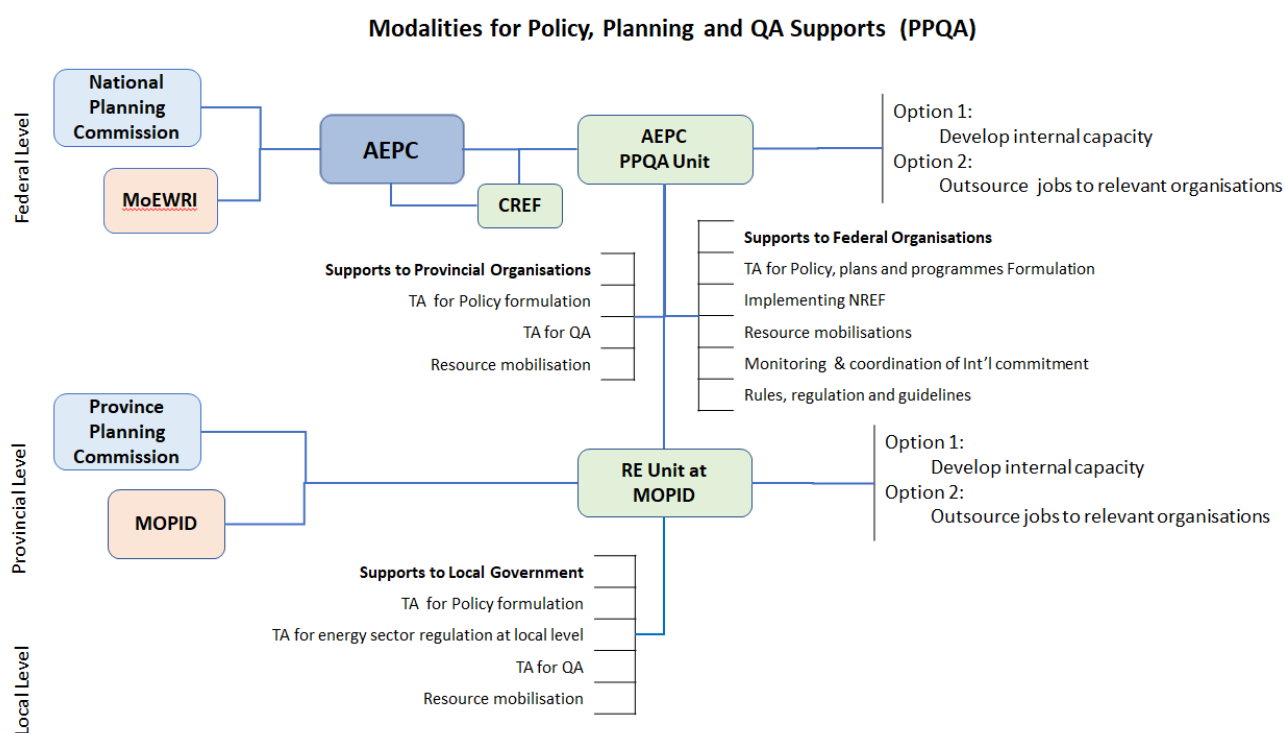 Modalities for Policy, Planning and QA Supports (PPQA)
Federal Level
National
Planning
Commission
MoEWRI
AEPC
CREF
AEPC
PPQA Unit
Option 1:
Develop internal capacity
Option 2:
Outsource jobs to relevant organisations
Supports to Provincial Organisations
TA for Policy formulation
TA for QA
Resource mobilisation
Supports to Federal Organisations
TA for Policy, plans and programmes Formulation
Implementing NREF
Resource mobilisations
Monitoring & coordination of Int'l commitment
Rules, regulation and guidelines
Provincial Level
Province
Planning
Commission
MOPID
RE Unit at
MOPID
Option 1:
Develop internal capacity
Option 2:
Outsource jobs to relevant organisations
Local Level
Supports to Local Government
TA for Policy formulation
TA for energy sector regulation at local level
TA for QA
Resource mobilisation